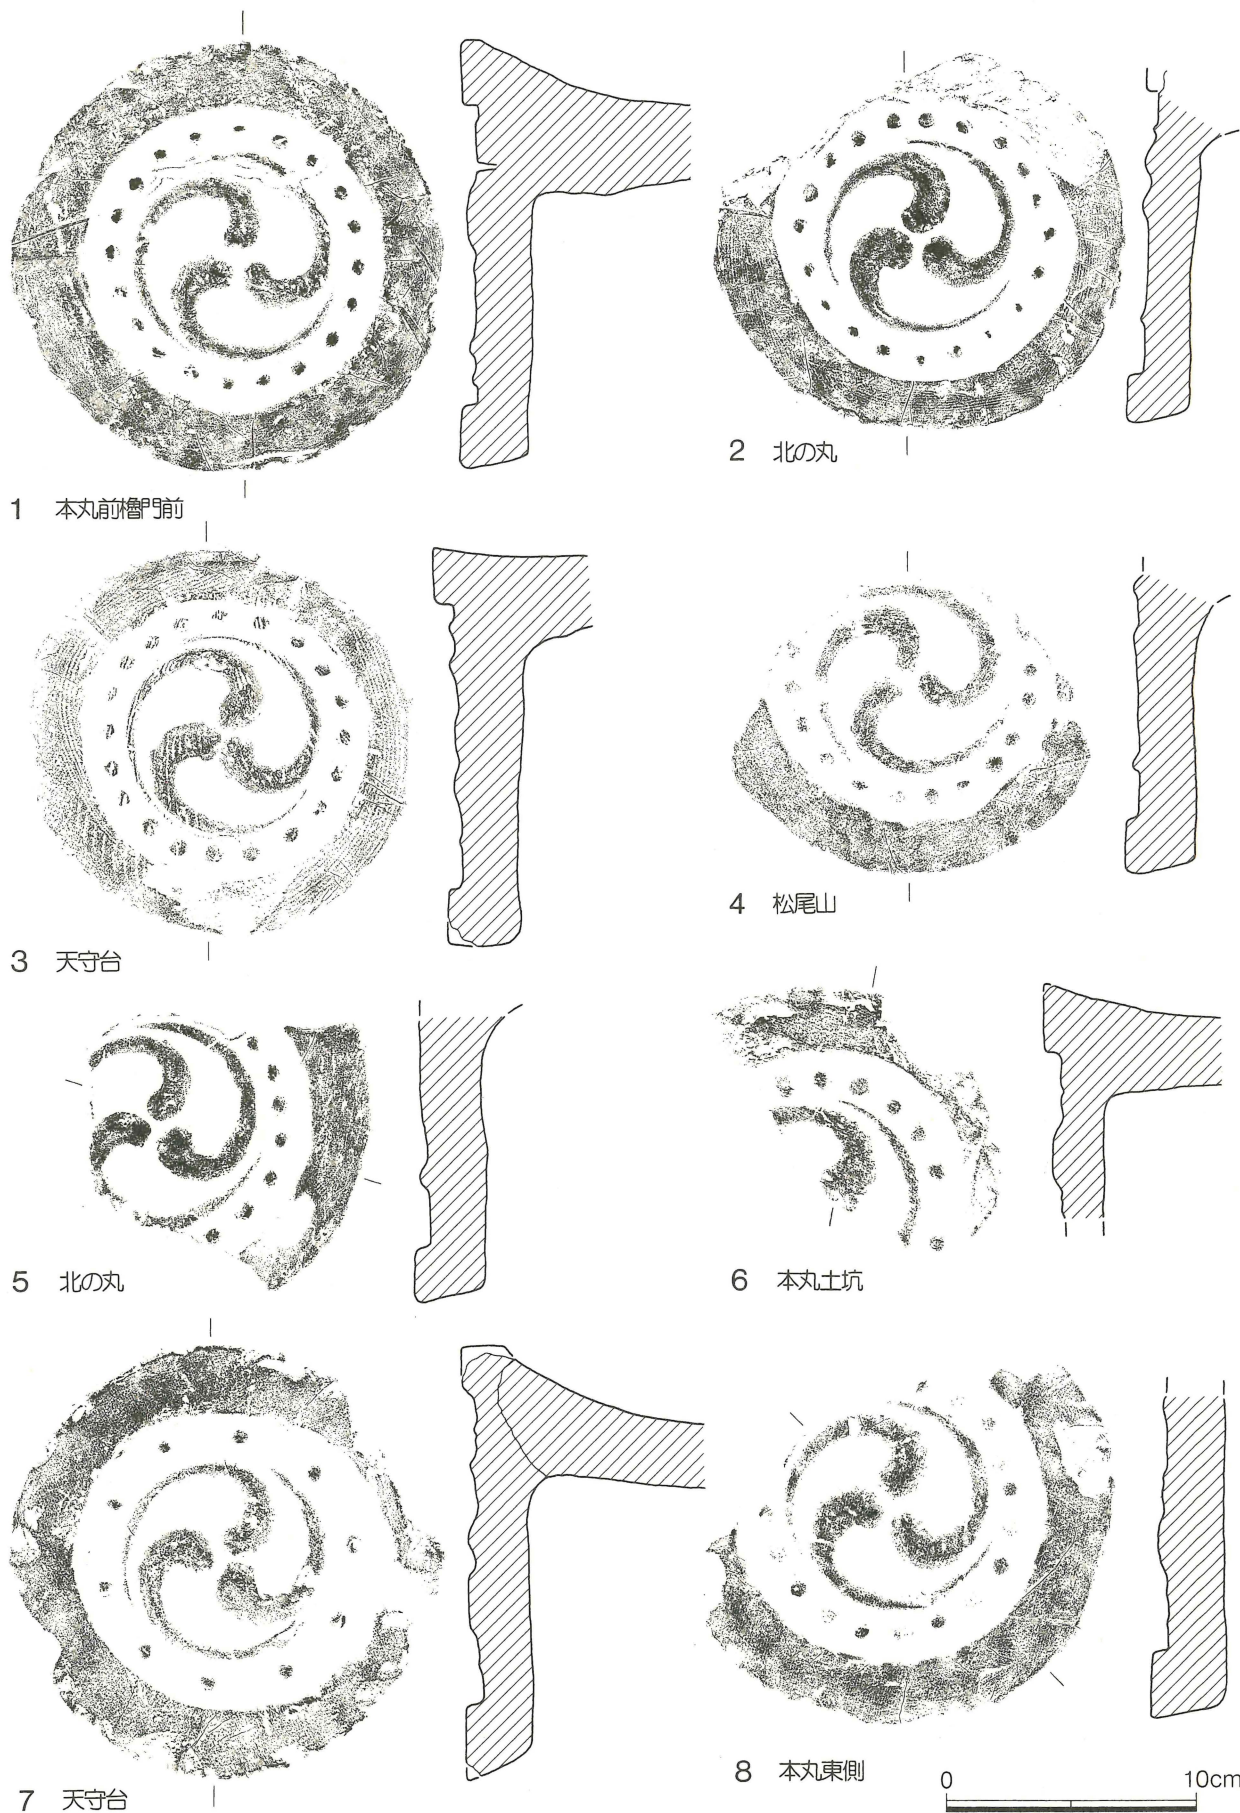 1 本丸前櫓門前
2 北の丸
3 天守台
4 松尾山
5 北の丸
6 本丸土坑
7 天守台
8 本丸東側
0 10cm